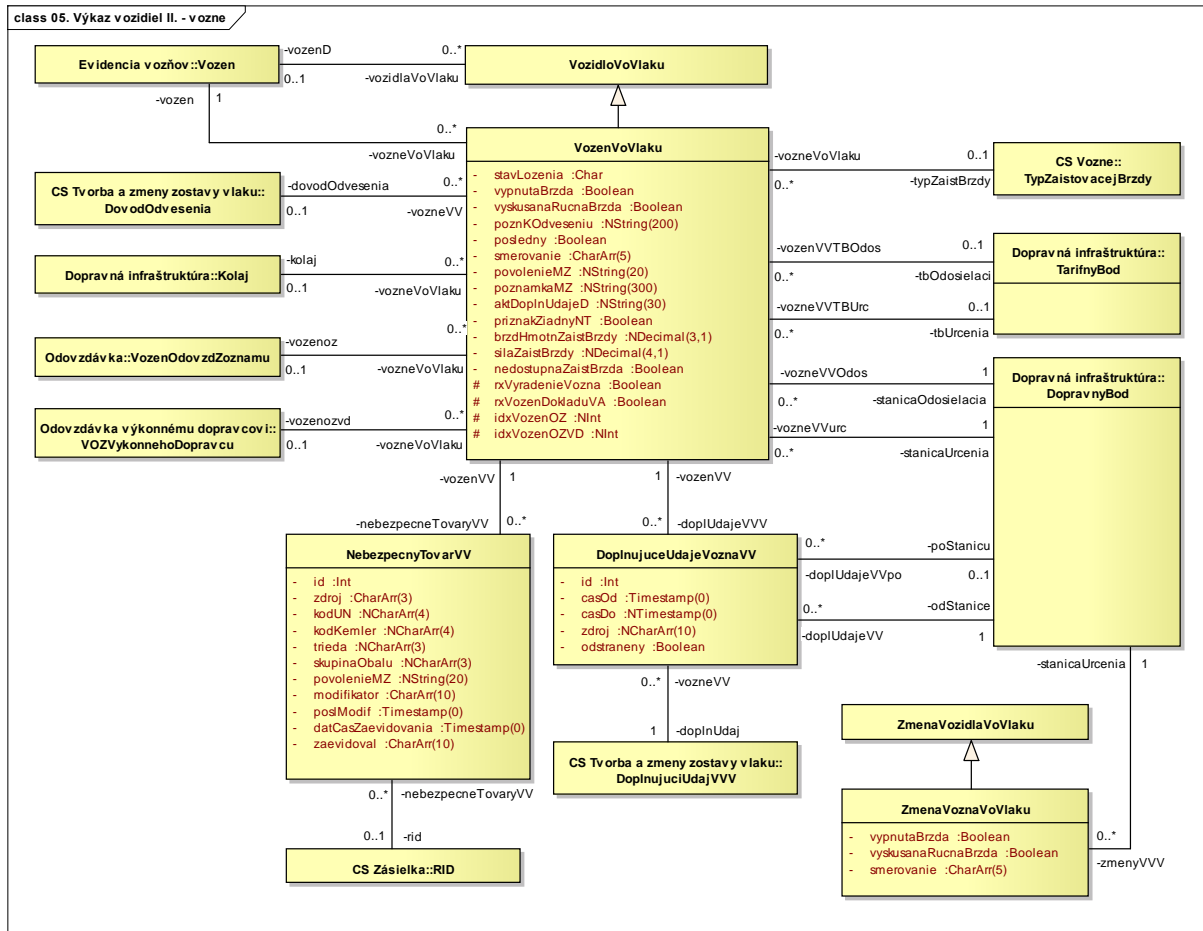 class 05. Výkaz vozidiel II. - vozne
Evidencia vozňov::Vozen
-vozenD
0..*
0..1
-vozidlaVoVlaku
VozidloVoVlaku
-vozen
1
0..*
-vozneVoVlaku
CS Tvorba a zmeny zostavy vlaku::
DovodOdvesenia
-dovodOdvesenia
0..*
0..1
-vozneVV
Dopravná infraštruktúra::Kolaj
-kolaj
0..*
0..1
-vozneVoVlaku
Odovzdávka::VozenOdovzdZoznamu
-vozenoz
0..*
0..1
-vozneVoVlaku
Odovzdávka výkonnému dopravcovi::
VOZVykonnehoDopravcu
-vozenozvd
0..*
0..1
-vozneVoVlaku
VozenVoVlaku
- stavLozenia :Char
- vypnutaBrzda :Boolean
- vyskusanaRucnaBrzda :Boolean
- poznKOdveseniu :NString(200)
- posledny :Boolean
- smerovanie :CharArr(5)
- povolenieMZ :NString(20)
- poznamkaMZ :NString(300)
- aktDoplnUdajeD :NString(30)
- priznakZiadnyNT :Boolean
- brzdHmotnZaistBrzdy :NDecimal(3,1)
- silaZaistBrzdy :NDecimal(4,1)
- nedostupnaZaistBrzda :Boolean
# rxVyradenieVozna :Boolean
# rxVozenDokladuVA :Boolean
# idxVozenOZ :NInt
# idxVozenOZVD :NInt
-vozneVoVlaku
0..1
0..*
-typZaistBrzdy
CS Vozne::
TypZaistovacejBrzdy
-vozenVVTBOdos
0..1
0..*
-tbOdosielaci
-vozneVVTBUrc
0..1
0..*
-tbUrcenia
Dopravná infraštruktúra::
TarifnyBod
-vozneVVOdos
1
0..*
-stanicaOdosielacia
-vozneVVurc
1
0..*
-stanicaUrcenia
Dopravná infraštruktúra::
DopravnyBod
-vozenVV
1
-nebezpecneTovaryVV
0..*
1
-vozenVV
0..*
-doplUdajeVVV
NebezpecnyTovarVV
- id :Int
- zdroj :CharArr(3)
- kodUN :NCharArr(4)
- kodKemler :NCharArr(4)
- trieda :NCharArr(3)
- skupinaObalu :NCharArr(3)
- povolenieMZ :NString(20)
- modifikator :CharArr(10)
- poslModif :Timestamp(0)
- datCasZaevidovania :Timestamp(0)
- zaevidoval :CharArr(10)
DoplnujuceUdajeVoznaVV
- id :Int
- casOd :Timestamp(0)
- casDo :NTimestamp(0)
- zdroj :NCharArr(10)
- odstraneny :Boolean
0..*
-poStanicu
-doplUdajeVVpo
0..1
0..*
-odStanice
-doplUdajeVV
1
0..*
-vozneVV
1
-doplnUdaj
CS Tvorba a zmeny zostavy vlaku::
DoplnujuciUdajVVV
-stanicaUrcenia
1
ZmenaVozidlaVoVlaku
ZmenaVoznaVoVlaku
- vypnutaBrzda :Boolean
- vyskusanaRucnaBrzda :Boolean
- smerovanie :CharArr(5)
0..*
-zmenyVVV
0..*
-nebezpecneTovaryVV
0..1
-rid
CS Zásielka::RID